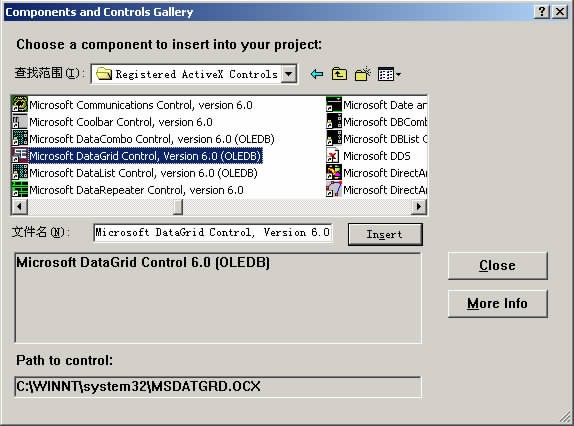 Components and Controls Gallery
Choose a component to insert into your project:
查找范围(I):
Registered ActiveX Controls
Microsoft Communications Control, version 6.0
Microsoft Coolbar Control, version 6.0
Microsoft DataCombo Control, version 6.0 (OLEDB)
Microsoft DataGrid Control, Version 6.0 (OLEDB)
Microsoft DataList Control, version 6.0 (OLEDB)
Microsoft DataRepeater Control, version 6.0
Microsoft Date an
Microsoft DBComb
Microsoft DBList C
Microsoft DDS
Microsoft DirectAn
Microsoft DirectAn
文件名(N):
Microsoft DataGrid Control, Version 6.0
Insert
Microsoft DataGrid Control 6.0 (OLEDB)
Close
More Info
Path to control:
C:\WINNT\system32\MSDATGRD.OCX